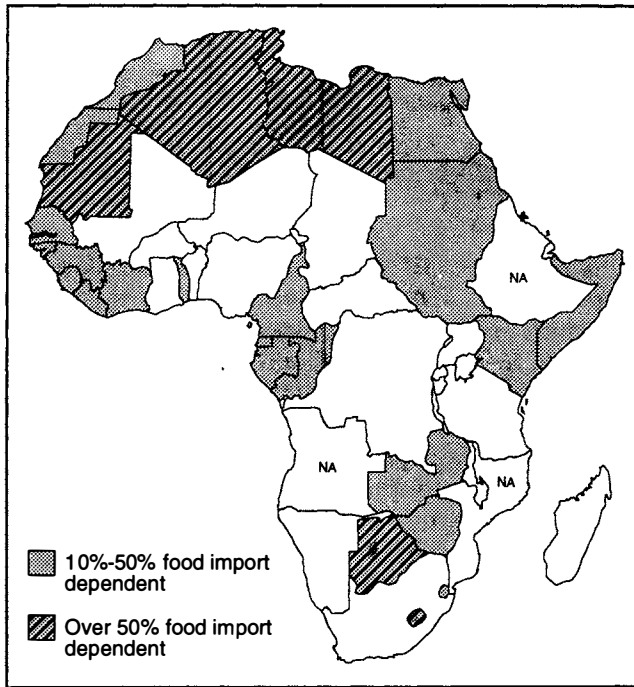 NA
NA
NA
10%-50% food import
dependent
Over 50% food import
dependent